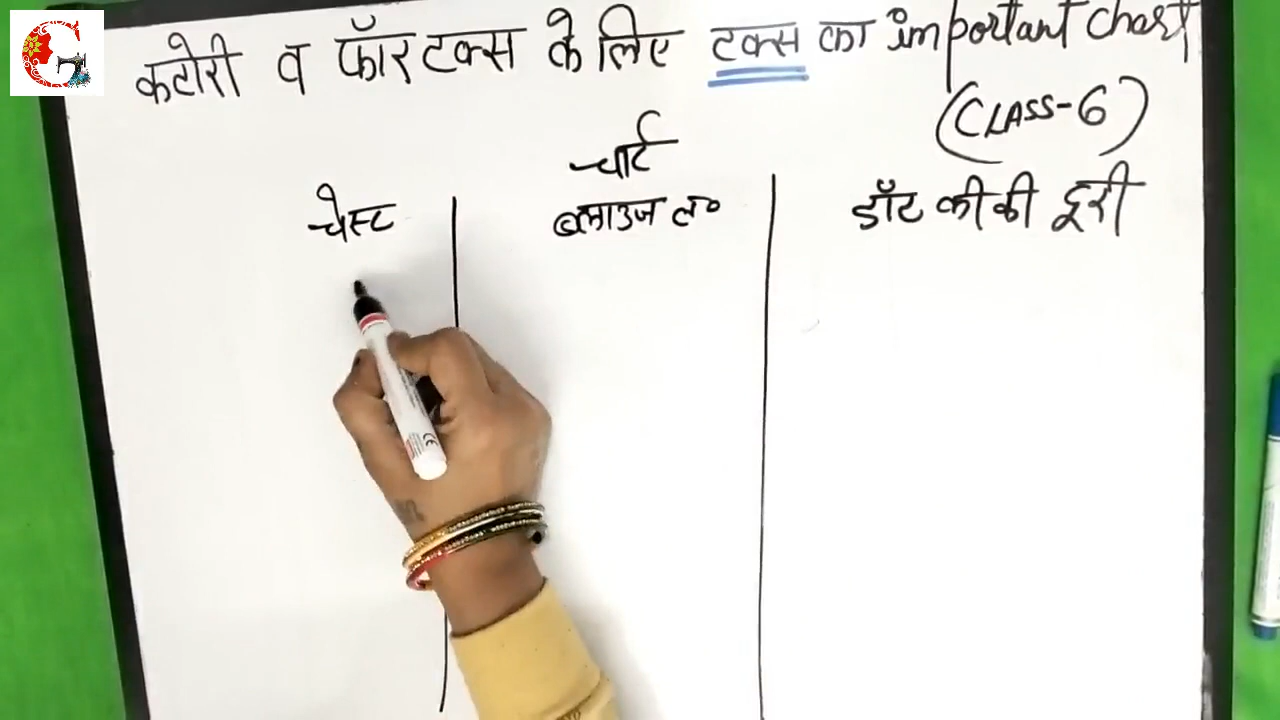 कटोरी व फॉरटक्स के लिए टक्स का important chart
(CLASS-6)
चार्ट
चेस्ट ब्लाउज ल० डॉट की की दूरी